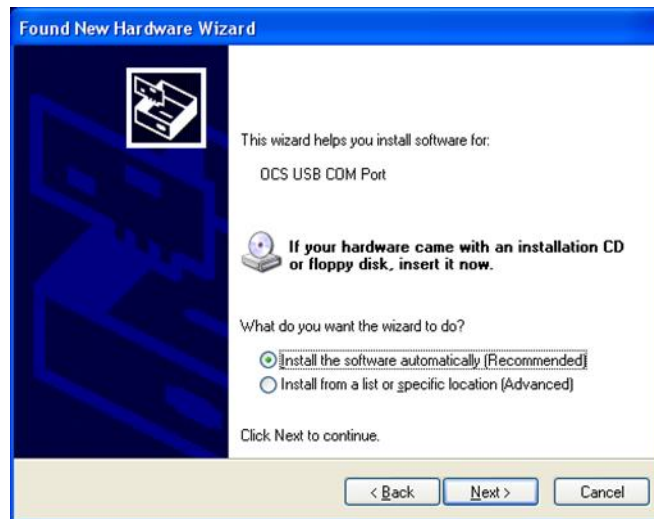 Found New Hardware Wizard
This wizard helps you install software for:
OCS USB COM Port
If your hardware came with an installation CD
or floppy disk, insert it now.
What do you want the wizard to do?
Install the software automatically (Recommended)
Install from a list or specific location (Advanced)
Click Next to continue.
< Back Next > Cancel